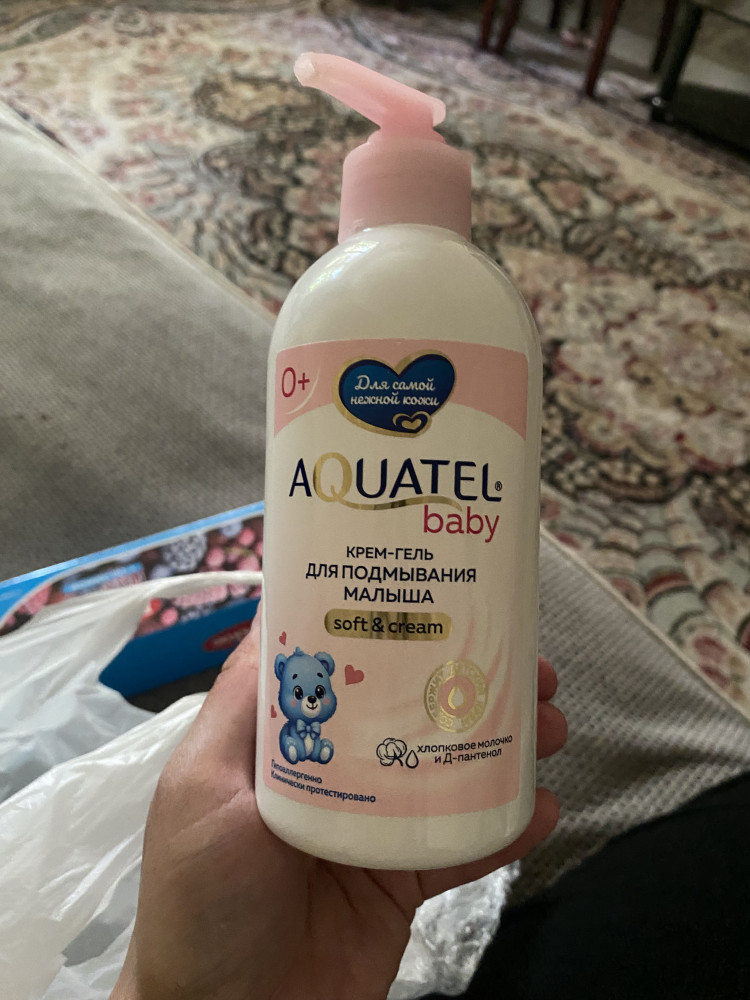 0+
Для самой
нежной кожи
AQUATEL®
baby
КРЕМ-ГЕЛЬ
ДЛЯ ПОДМЫВАНИЯ
МАЛЫША
soft & cream
хлопковое молочко
и Д-пантенол
Гипоаллергенно
Клинически протестировано